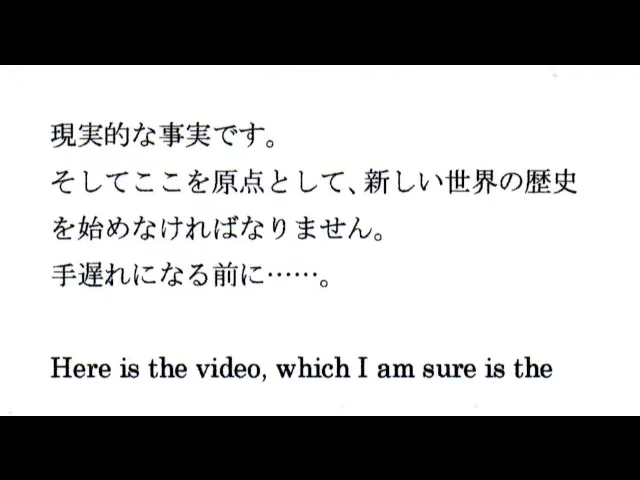 現実的な事実です。
そしてここを原点として、新しい世界の歴史
を始めなければなりません。
手遅れになる前に……。
Here is the video, which I am sure is the